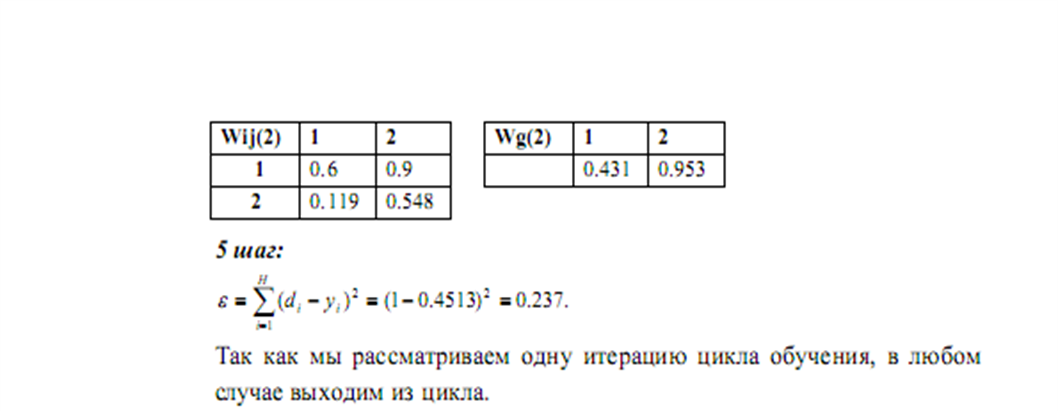 Wij(2) 1 2 Wg(2) 1 2
1 0.6 0.9 0.431 0.953
2 0.119 0.548
5 шаг:
ε = ∑_{i=1}^{H} (d_i − y_i)² = (1 − 0.4513)² = 0.237.
Так как мы рассматриваем одну итерацию цикла обучения, в любом
случае выходим из цикла.